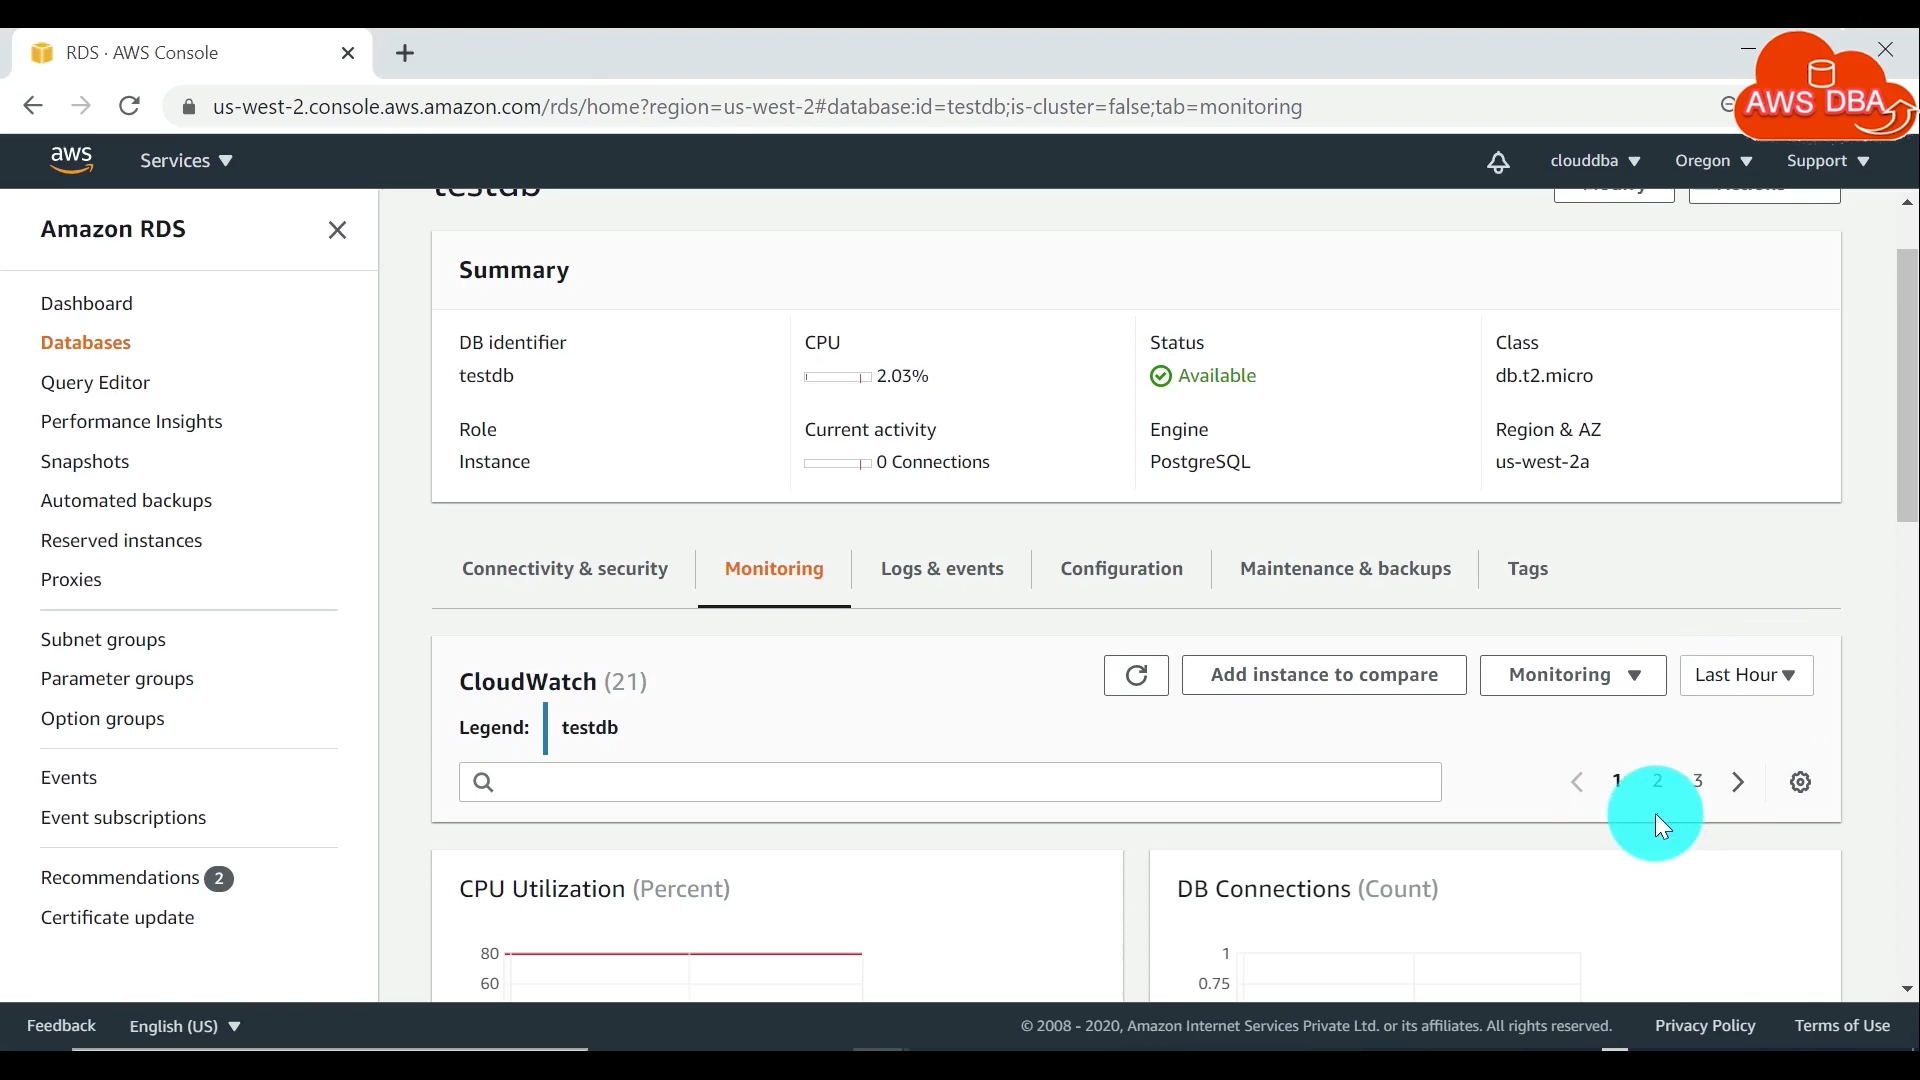 RDS · AWS Console
AWS DBA
us-west-2.console.aws.amazon.com/rds/home?region=us-west-2#database:id=testdb;is-cluster=false;tab=monitoring
aws
Services
clouddba
Oregon
Support
testdb
Modify
Actions
Amazon RDS
Dashboard
Databases
Query Editor
Performance Insights
Snapshots
Automated backups
Reserved instances
Proxies
Subnet groups
Parameter groups
Option groups
Events
Event subscriptions
Recommendations 2
Certificate update
Summary
DB identifier
testdb
CPU
2.03%
Status
Available
Class
db.t2.micro
Role
Instance
Current activity
0 Connections
Engine
PostgreSQL
Region & AZ
us-west-2a
Connectivity & security
Monitoring
Logs & events
Configuration
Maintenance & backups
Tags
CloudWatch (21)
Add instance to compare
Monitoring
Last Hour
Legend: testdb
1 2 3
CPU Utilization (Percent)
80
60
DB Connections (Count)
1
0.75
Feedback
English (US)
© 2008 - 2020, Amazon Internet Services Private Ltd. or its affiliates. All rights reserved.
Privacy Policy
Terms of Use